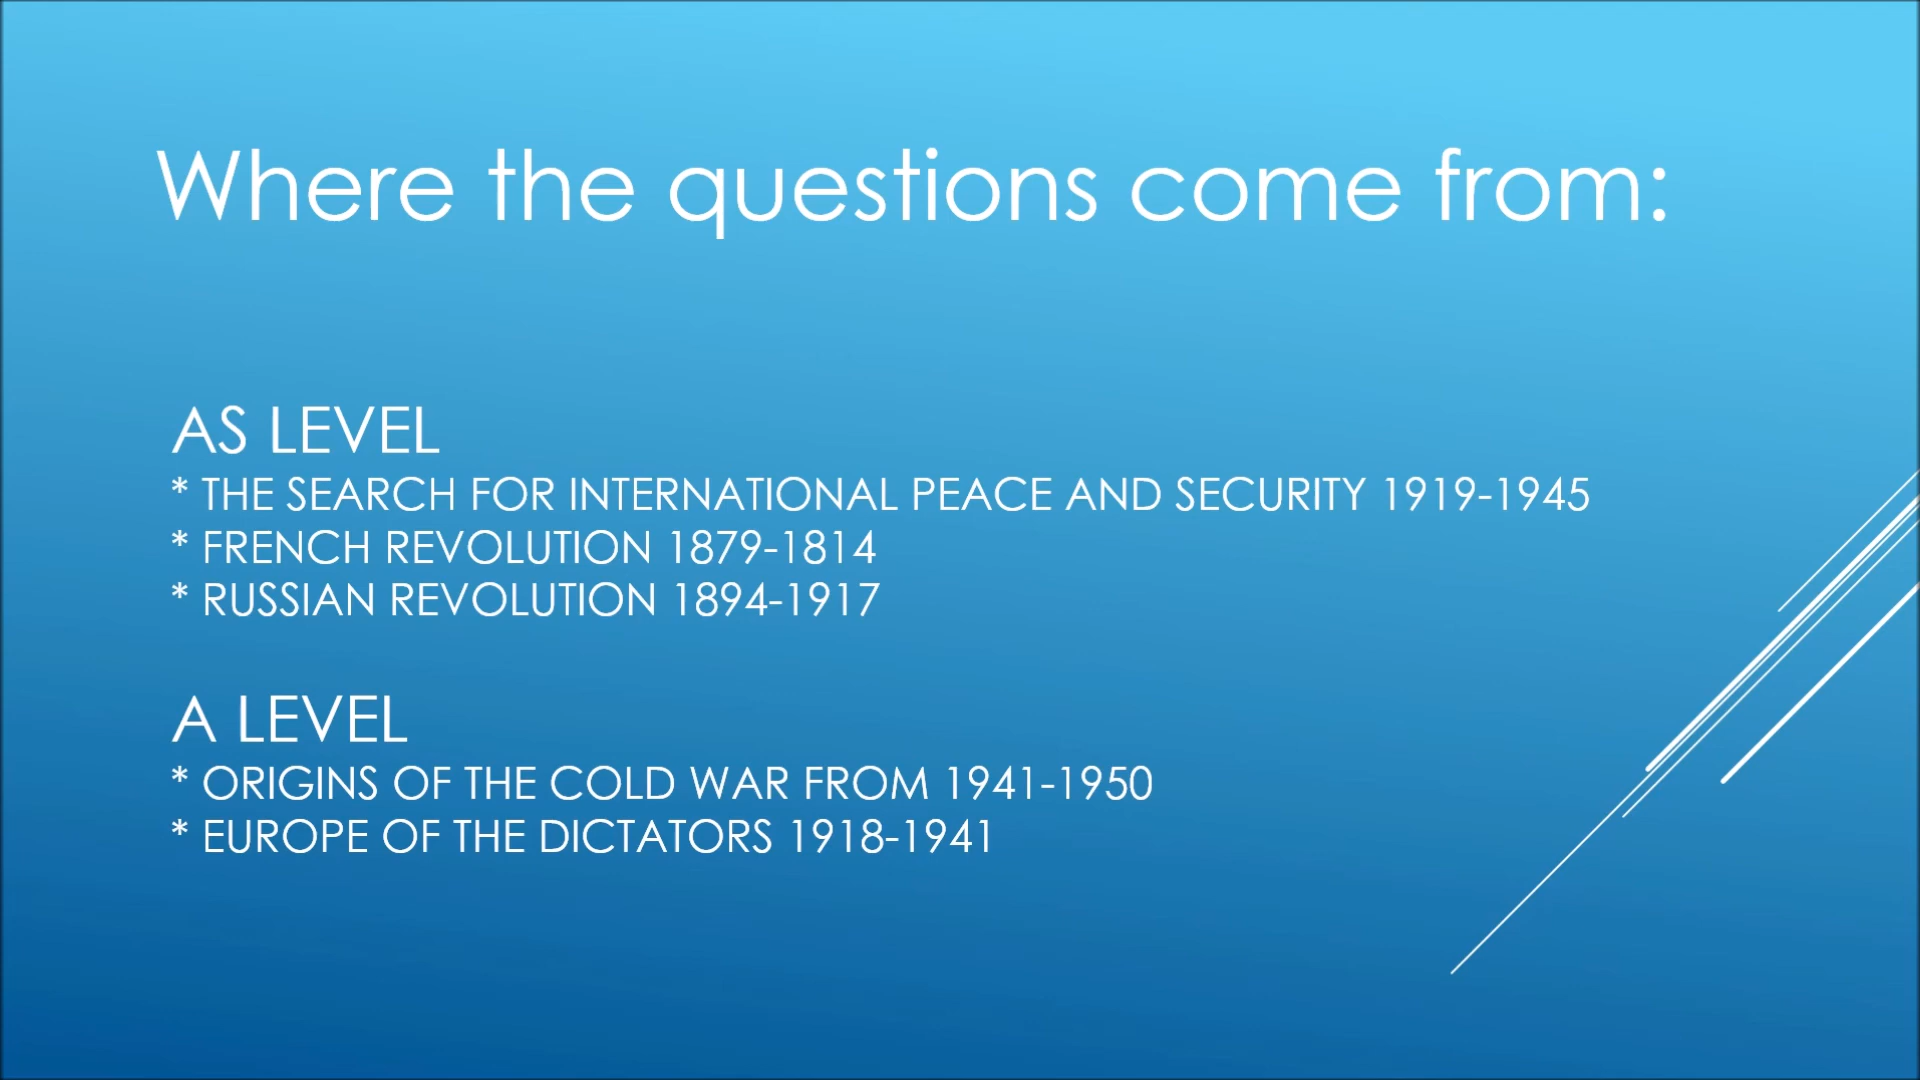 Where the questions come from:
AS LEVEL
* THE SEARCH FOR INTERNATIONAL PEACE AND SECURITY 1919-1945
* FRENCH REVOLUTION 1879-1814
* RUSSIAN REVOLUTION 1894-1917
A LEVEL
* ORIGINS OF THE COLD WAR FROM 1941-1950
* EUROPE OF THE DICTATORS 1918-1941